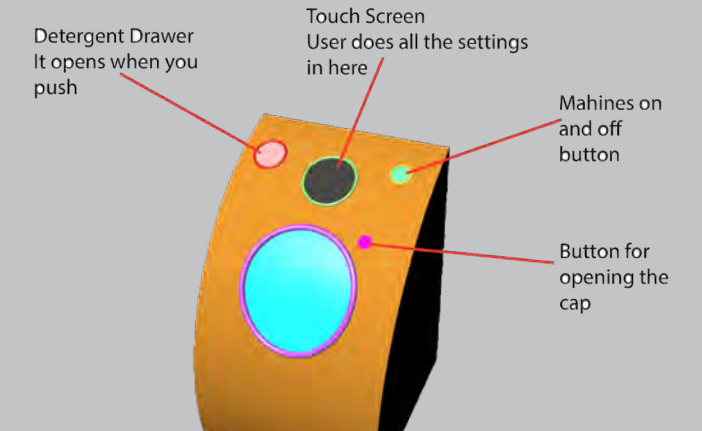 Detergent Drawer
It opens when you
push
Touch Screen
User does all the settings
in here
Mahines on
and off
button
Button for
opening the
cap